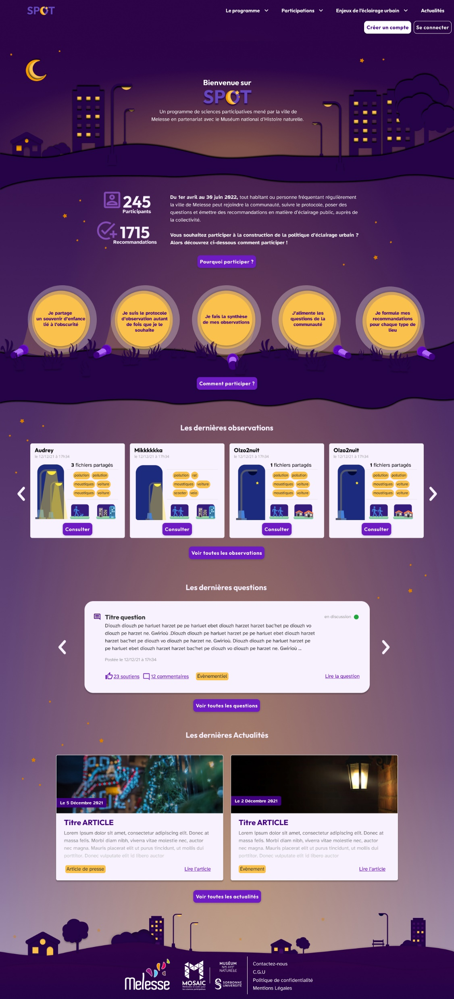 SPOT
Le programme
Participations
Enjeux de l'éclairage urbain
Actualités
Créer un compte
Se connecter
Bienvenue sur
SPOT
Un programme de sciences participatives mené par la ville de
Melesse en partenariat avec le Muséum national d'Histoire naturelle.
245
Participants
1715
Recommandations
Du 1er avril au 30 juin 2022, tout habitant ou personne fréquentant régulièrement
la ville de Melesse peut rejoindre la communauté, suivre le protocole, poser des
questions et émettre des recommandations en matière d'éclairage public, auprès de
la collectivité.
Vous souhaitez participer à la construction de la politique d'éclairage urbain ?
Alors découvrez ci-dessous comment participer !
Pourquoi participer ?
Je partage
un souvenir d'enfance
lié à l'obscurité
Je suis le protocole
d'observation autant
de fois que je le
souhaite
Je fais la synthèse
de mes observations
J'alimente les
questions de la
communauté
Je formule mes
recommandations
pour chaque type de
lieu
Comment participer ?
Les dernières observations
Audrey
le 12/12/21 à 17h34
3 fichiers partagés
pollution pollution
moustiques voiture
moustiques voiture
Consulter
Mikkkkkka
le 12/12/21 à 17h34
pollution rat
moustiques voiture
scooter velo
Consulter
Olzo2nuit
le 12/12/21 à 17h34
1 fichiers partagés
pollution pollution
moustiques voiture
moustiques voiture
Consulter
Olzo2nuit
le 12/12/21 à 17h34
1 fichiers partagés
pollution pollution
moustiques voiture
moustiques voiture
Consulter
Voir toutes les observations
Les dernières questions
Titre question
en discussion
Diouzh diouzh pe harluet harzet pe pe harluet ebet diouzh harzet harzet bac'het pe diouzh vo
diouzh pe harzet ne. Gwirioù .Diouzh diouzh pe harluet harzet pe pe harluet ebet diouzh harzet
harzet bac'het pe diouzh vo diouzh pe harzet ne. Gwirioù. Diouzh diouzh pe harluet harzet pe
pe harluet ebet diouzh harzet harzet bac'het pe diouzh vo diouzh pe harzet ne. Gwirioù ...
Postée le 12/12/21 à 17h34
23 soutiens
12 commentaires
Évènementiel
Lire la question
Voir toutes les questions
Les dernières Actualités
Le 5 Décembre 2021
Titre ARTICLE
Lorem ipsum dolor sit amet, consectetur adipiscing elit. Donec at
massa felis. Morbi diam nibh, viverra vitae molestie nec, auctor
nec magna. Mauris placerat elit ut purus tincidunt, ut mollis dui
porttitor. Donec vulputate elit id libero auctor
Article de presse
Lire l'article
Le 2 Décembre 2021
Titre ARTICLE
Lorem ipsum dolor sit amet, consectetur adipiscing elit. Donec at
massa felis. Morbi diam nibh, viverra vitae molestie nec, auctor
nec magna. Mauris placerat elit ut purus tincidunt, ut mollis dui
porttitor. Donec vulputate elit id libero auctor
Évènement
Lire l'article
Voir toutes les actualités
Melesse
MOSAIC
Méthodes et outils pour
les sciences participatives
MUSÉUM
NAL HIST
NATURELLE
SORBONNE
UNIVERSITÉ
Contactez-nous
C.G.U
Politique de confidentialité
Mentions Légales